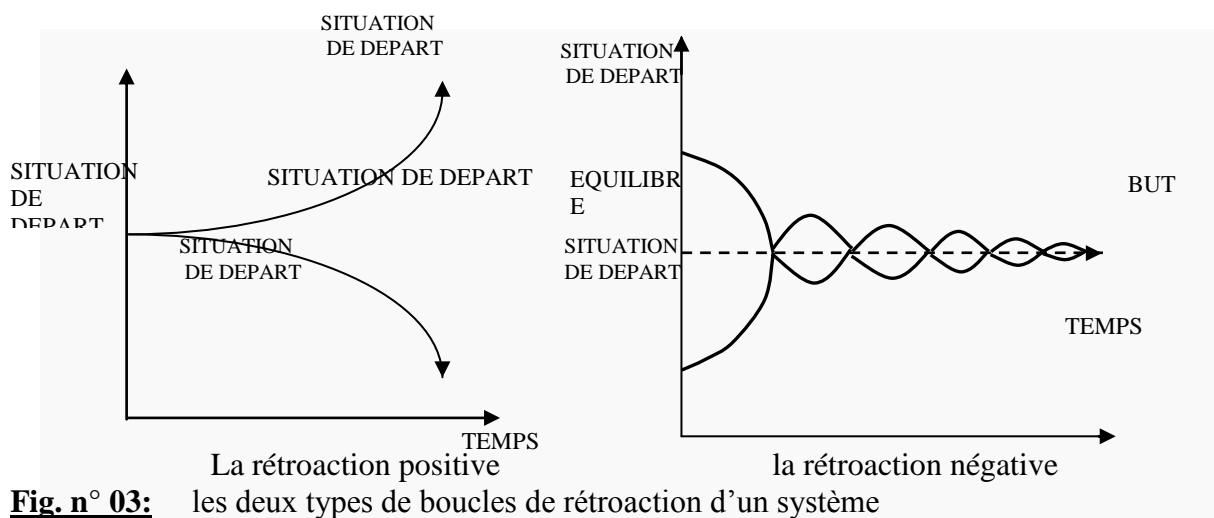 SITUATION
DE DEPART
SITUATION
DE
DEPART
SITUATION DE DEPART
SITUATION
DE DEPART
TEMPS
La rétroaction positive
SITUATION
DE DEPART
EQUILIBR
E
BUT
SITUATION
DE DEPART
TEMPS
la rétroaction négative
Fig. n° 03: les deux types de boucles de rétroaction d'un système